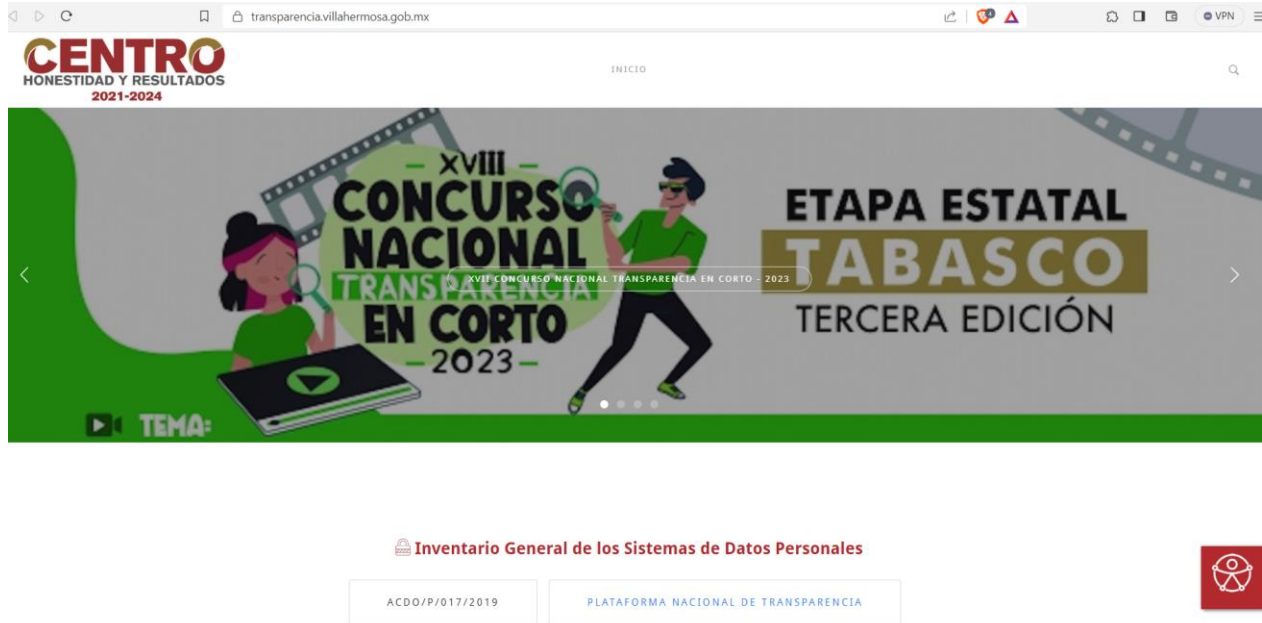 transparencia.villahermosa.gob.mx
4
VPN
CENTRO
HONESTIDAD Y RESULTADOS
2021-2024
INICIO
XVIII
CONCURSO
NACIONAL
TRANSPARENCIA
EN CORTO
2023
XVII CONCURSO NACIONAL TRANSPARENCIA EN CORTO - 2023
ETAPA ESTATAL
TABASCO
TERCERA EDICIÓN
TEMA:
Inventario General de los Sistemas de Datos Personales
ACDO/P/017/2019
PLATAFORMA NACIONAL DE TRANSPARENCIA